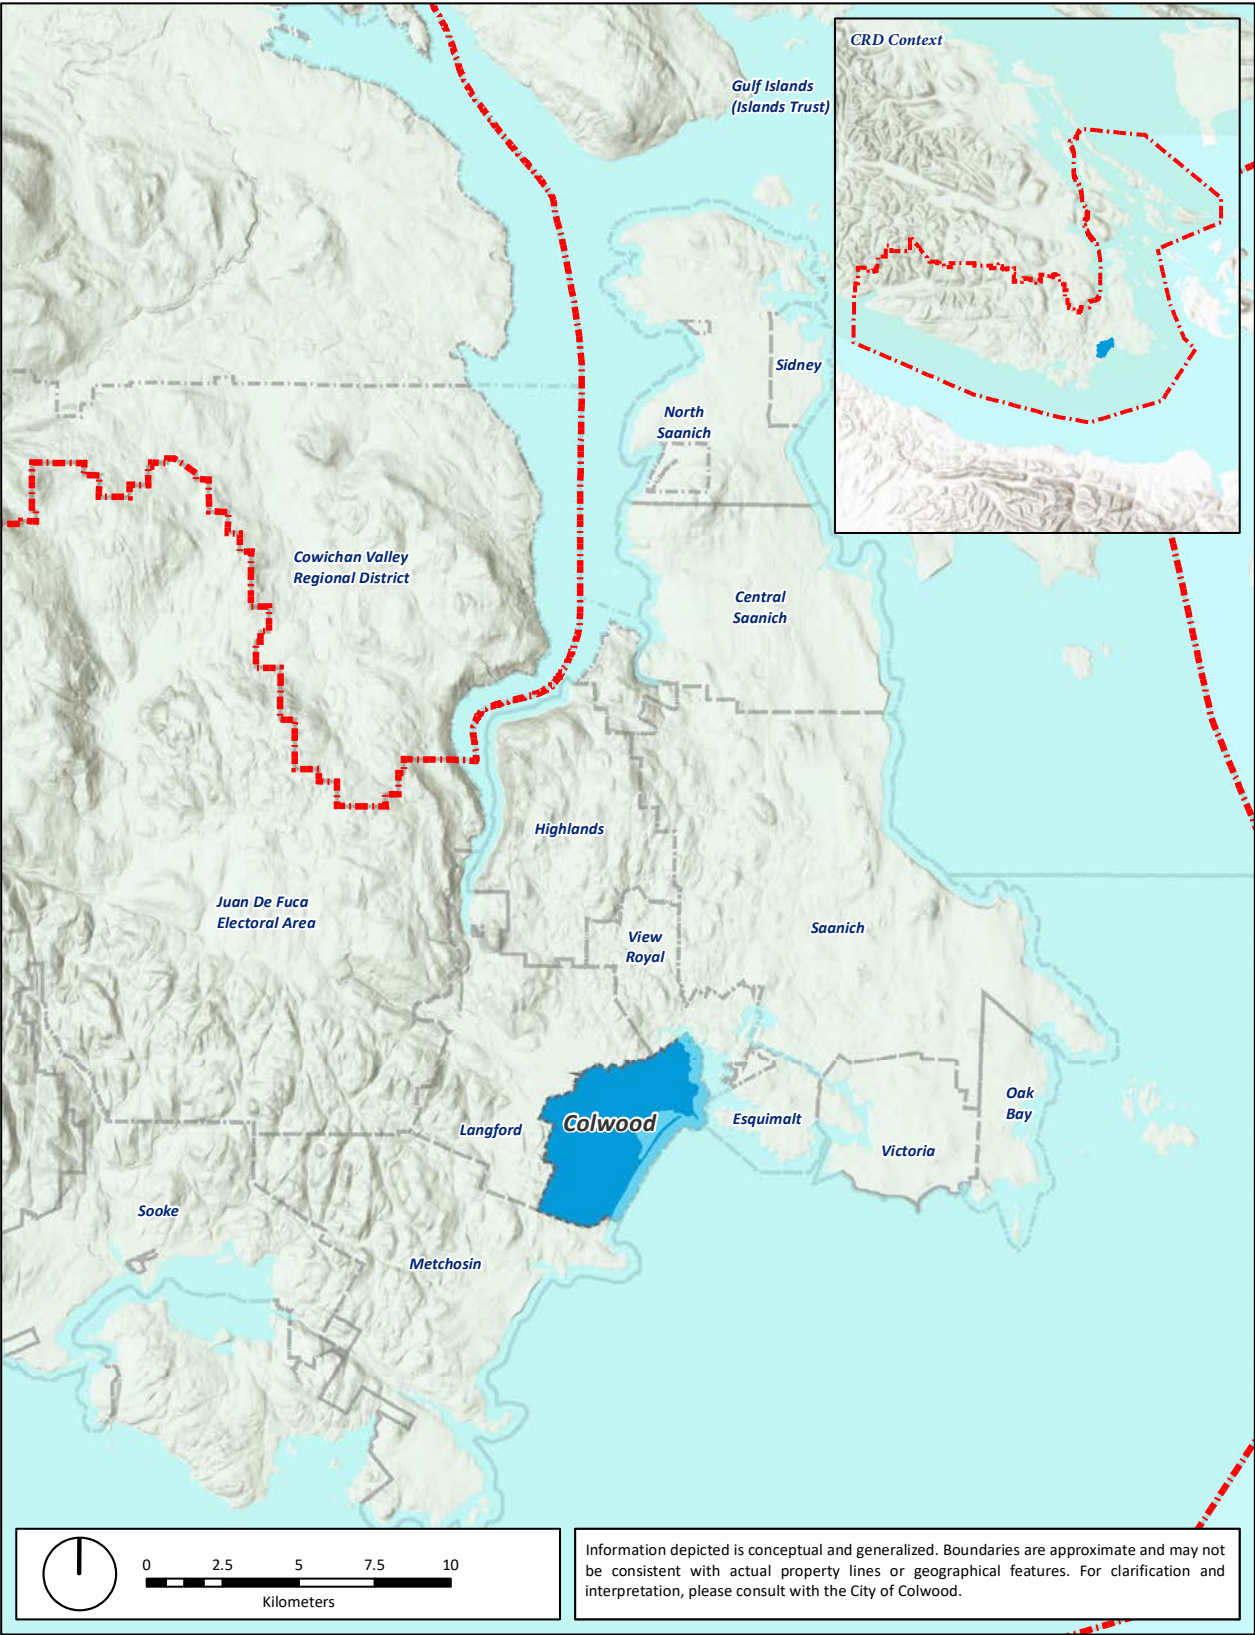 CRD Context
Gulf Islands
(Islands Trust)
Sidney
North
Saanich
Cowichan Valley
Regional District
Central
Saanich
Highlands
Juan De Fuca
Electoral Area
View
Royal
Saanich
Oak
Bay
Langford
Colwood
Esquimalt
Victoria
Sooke
Metchosin
0 2.5 5 7.5 10
Kilometers
Information depicted is conceptual and generalized. Boundaries are approximate and may not
be consistent with actual property lines or geographical features. For clarification and
interpretation, please consult with the City of Colwood.